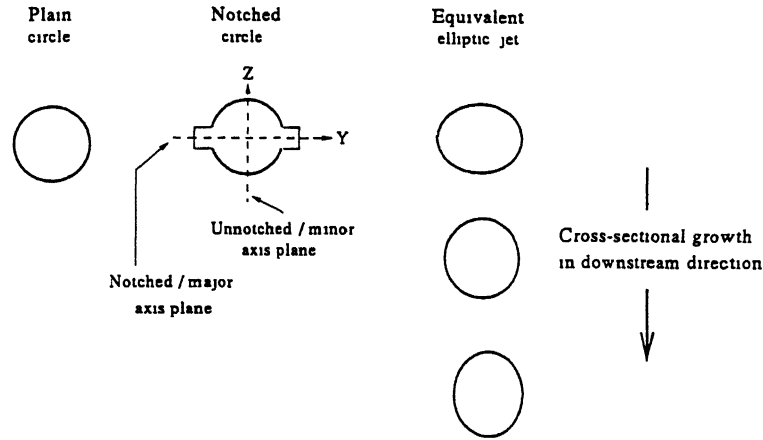 Plain
circle
Notched
circle
Equivalent
elliptic jet
Z
Y
Unnotched / minor
axis plane
Notched / major
axis plane
Cross-sectional growth
in downstream direction